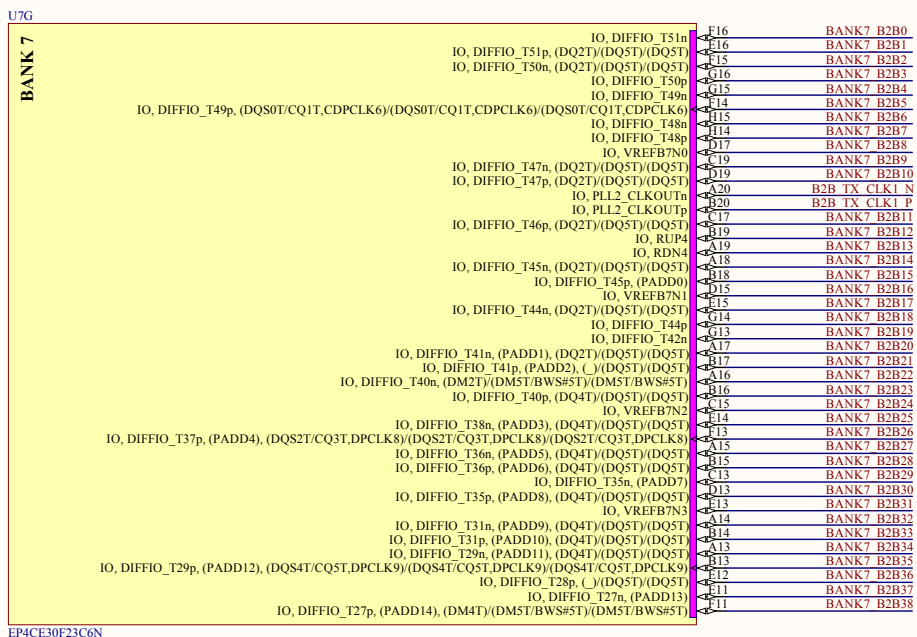 U7G
BANK 7
IO, DIFFIO_T51n F16 BANK7_B2B0
IO, DIFFIO_T51p, (DQ2T)/(DQ5T)/(DQ5T) E16 BANK7_B2B1
IO, DIFFIO_T50n, (DQ2T)/(DQ5T)/(DQ5T) F15 BANK7_B2B2
IO, DIFFIO_T50p G16 BANK7_B2B3
IO, DIFFIO_T49n G15 BANK7_B2B4
IO, DIFFIO_T49p, (DQS0T/CQ1T,CDPCLK6)/(DQS0T/CQ1T,CDPCLK6)/(DQS0T/CQ1T,CDPCLK6) F14 BANK7_B2B5
IO, DIFFIO_T48n H15 BANK7_B2B6
IO, DIFFIO_T48p H14 BANK7_B2B7
IO, VREFB7N0 D17 BANK7_B2B8
IO, DIFFIO_T47n, (DQ2T)/(DQ5T)/(DQ5T) C19 BANK7_B2B9
IO, DIFFIO_T47p, (DQ2T)/(DQ5T)/(DQ5T) D19 BANK7_B2B10
IO, PLL2_CLKOUTn A20 B2B_TX_CLK1_N
IO, PLL2_CLKOUTp B20 B2B_TX_CLK1_P
IO, DIFFIO_T46p, (DQ2T)/(DQ5T)/(DQ5T) C17 BANK7_B2B11
IO, RUP4 B19 BANK7_B2B12
IO, RDN4 A19 BANK7_B2B13
IO, DIFFIO_T45n, (DQ2T)/(DQ5T)/(DQ5T) A18 BANK7_B2B14
IO, DIFFIO_T45p, (PADD0) B18 BANK7_B2B15
IO, VREFB7N1 D15 BANK7_B2B16
IO, DIFFIO_T44n, (DQ2T)/(DQ5T)/(DQ5T) E15 BANK7_B2B17
IO, DIFFIO_T44p G14 BANK7_B2B18
IO, DIFFIO_T42n G13 BANK7_B2B19
IO, DIFFIO_T41n, (PADD1), (DQ2T)/(DQ5T)/(DQ5T) A17 BANK7_B2B20
IO, DIFFIO_T41p, (PADD2), (_)/(DQ5T)/(DQ5T) B17 BANK7_B2B21
IO, DIFFIO_T40n, (DM2T)/(DM5T/BWS#5T)/(DM5T/BWS#5T) A16 BANK7_B2B22
IO, DIFFIO_T40p, (DQ4T)/(DQ5T)/(DQ5T) B16 BANK7_B2B23
IO, VREFB7N2 C15 BANK7_B2B24
IO, DIFFIO_T38n, (PADD3), (DQ4T)/(DQ5T)/(DQ5T) E14 BANK7_B2B25
IO, DIFFIO_T37p, (PADD4), (DQS2T/CQ3T,DPCLK8)/(DQS2T/CQ3T,DPCLK8)/(DQS2T/CQ3T,DPCLK8) F13 BANK7_B2B26
IO, DIFFIO_T36n, (PADD5), (DQ4T)/(DQ5T)/(DQ5T) A15 BANK7_B2B27
IO, DIFFIO_T36p, (PADD6), (DQ4T)/(DQ5T)/(DQ5T) B15 BANK7_B2B28
IO, DIFFIO_T35n, (PADD7) C13 BANK7_B2B29
IO, DIFFIO_T35p, (PADD8), (DQ4T)/(DQ5T)/(DQ5T) D13 BANK7_B2B30
IO, VREFB7N3 E13 BANK7_B2B31
IO, DIFFIO_T31n, (PADD9), (DQ4T)/(DQ5T)/(DQ5T) A14 BANK7_B2B32
IO, DIFFIO_T31p, (PADD10), (DQ4T)/(DQ5T)/(DQ5T) B14 BANK7_B2B33
IO, DIFFIO_T29n, (PADD11), (DQ4T)/(DQ5T)/(DQ5T) A13 BANK7_B2B34
IO, DIFFIO_T29p, (PADD12), (DQS4T/CQ5T,DPCLK9)/(DQS4T/CQ5T,DPCLK9)/(DQS4T/CQ5T,DPCLK9) B13 BANK7_B2B35
IO, DIFFIO_T28p, (_)/(DQ5T)/(DQ5T) E12 BANK7_B2B36
IO, DIFFIO_T27n, (PADD13) E11 BANK7_B2B37
IO, DIFFIO_T27p, (PADD14), (DM4T)/(DM5T/BWS#5T)/(DM5T/BWS#5T) F11 BANK7_B2B38
EP4CE30F23C6N